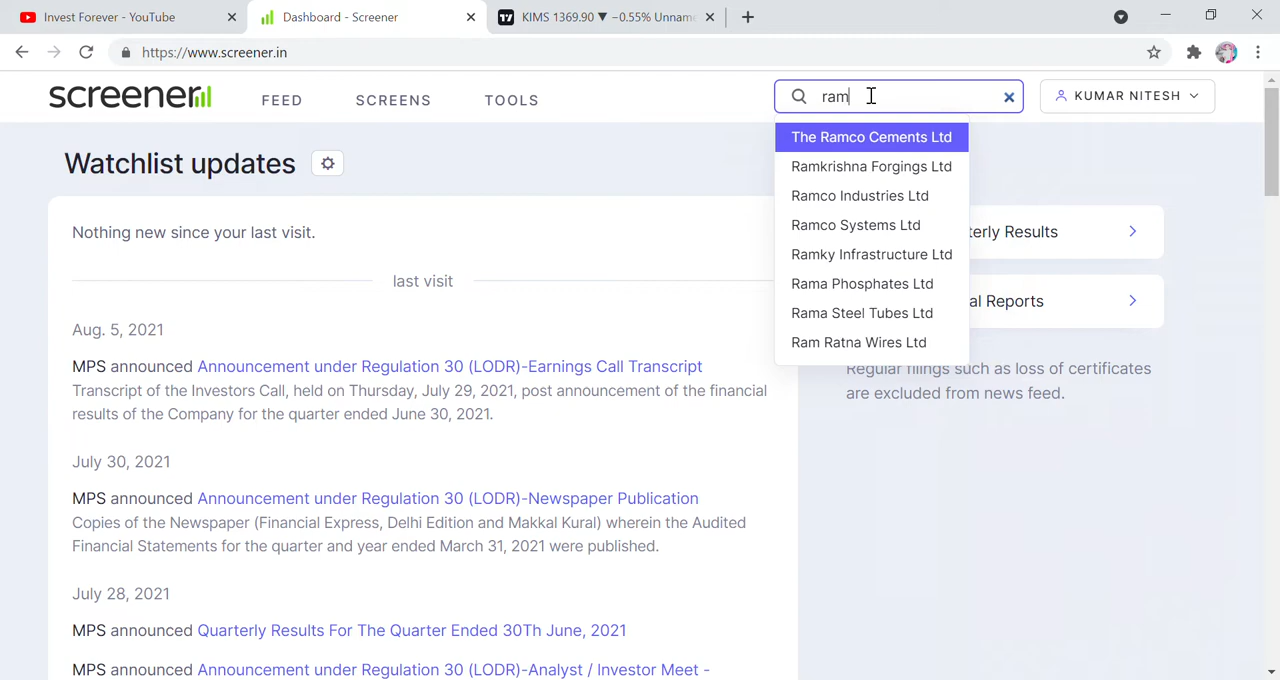 Invest Forever - YouTube
Dashboard - Screener
KIMS 1369.90 ▼ −0.55% Unnam
https://www.screener.in
screener
FEED
SCREENS
TOOLS
ram
KUMAR NITESH
The Ramco Cements Ltd
Ramkrishna Forgings Ltd
Ramco Industries Ltd
Ramco Systems Ltd
Ramky Infrastructure Ltd
Rama Phosphates Ltd
Rama Steel Tubes Ltd
Ram Ratna Wires Ltd
Watchlist updates
Nothing new since your last visit.
last visit
Aug. 5, 2021
MPS announced Announcement under Regulation 30 (LODR)-Earnings Call Transcript
Transcript of the Investors Call, held on Thursday, July 29, 2021, post announcement of the financial
results of the Company for the quarter ended June 30, 2021.
July 30, 2021
MPS announced Announcement under Regulation 30 (LODR)-Newspaper Publication
Copies of the Newspaper (Financial Express, Delhi Edition and Makkal Kural) wherein the Audited
Financial Statements for the quarter and year ended March 31, 2021 were published.
July 28, 2021
MPS announced Quarterly Results For The Quarter Ended 30Th June, 2021
MPS announced Announcement under Regulation 30 (LODR)-Analyst / Investor Meet -
terly Results
al Reports
Regular filings such as loss of certificates
are excluded from news feed.